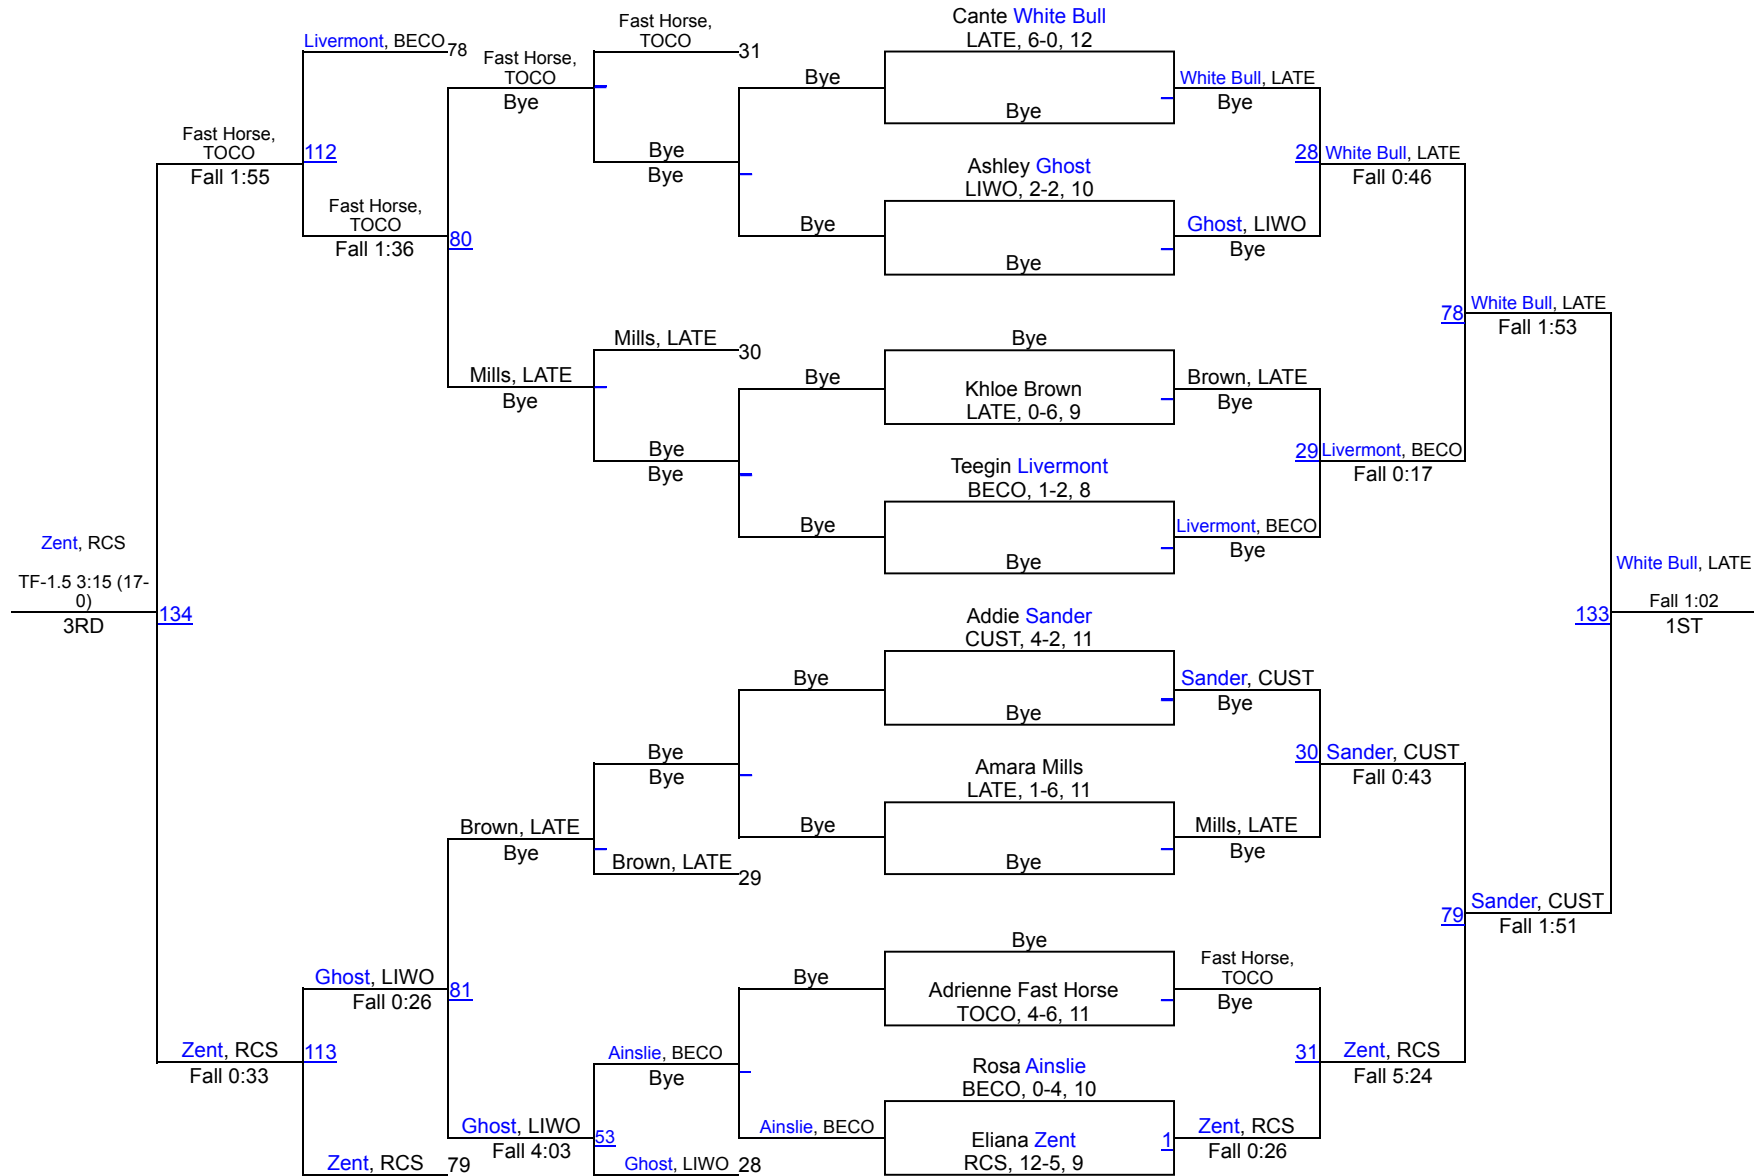 Livermont, BECO 78
Fast Horse,
TOCO
Bye
Fast Horse,
TOCO 31
Bye
Cante White Bull
LATE, 6-0, 12
Bye
White Bull, LATE
Bye
Fast Horse,
TOCO
Fall 1:55
112
Bye
Bye
Ashley Ghost
LIWO, 2-2, 10
28 White Bull, LATE
Fall 0:46
Fast Horse,
TOCO
Fall 1:36
80
Bye
Bye
Ghost, LIWO
Bye
78 White Bull, LATE
Fall 1:53
Mills, LATE 30
Mills, LATE
Bye
Bye
Bye
Khloe Brown
LATE, 0-6, 9
Brown, LATE
Bye
Bye
Bye
Teegin Livermont
BECO, 1-2, 8
29 Livermont, BECO
Fall 0:17
Bye
Bye
Livermont, BECO
Bye
Zent, RCS
TF-1.5 3:15 (17-
0)
3RD
134
White Bull, LATE
Fall 1:02
1ST
133
Addie Sander
CUST, 4-2, 11
Bye
Bye
Sander, CUST
Bye
Bye
Bye
Amara Mills
LATE, 1-6, 11
30 Sander, CUST
Fall 0:43
Brown, LATE
Bye
Brown, LATE 29
Bye
Bye
Mills, LATE
Bye
79 Sander, CUST
Fall 1:51
Ghost, LIWO
Fall 0:26
81
Bye
Bye
Adrienne Fast Horse
TOCO, 4-6, 11
Fast Horse,
TOCO
Bye
Zent, RCS
Fall 0:33
113
Ainslie, BECO
Bye
Rosa Ainslie
BECO, 0-4, 10
31 Zent, RCS
Fall 5:24
Ghost, LIWO
Fall 4:03
53
Ainslie, BECO
Eliana Zent
RCS, 12-5, 9
1
Zent, RCS
Fall 0:26
Zent, RCS 79
Ghost, LIWO 28